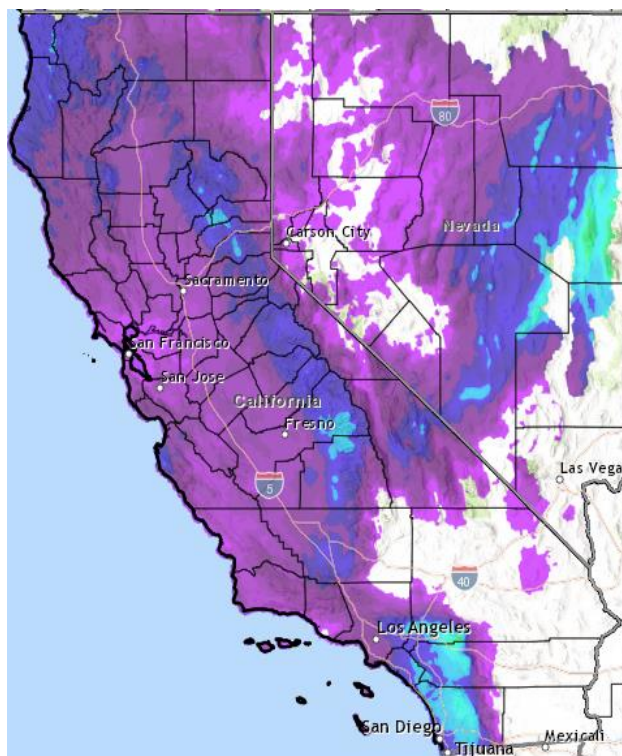 80
Nevada
Carson City
Sacramento
San Francisco
San Jose
California
Fresno
5
Las Vega
40
Los Angeles
San Diego
Tijuana
Mexicali